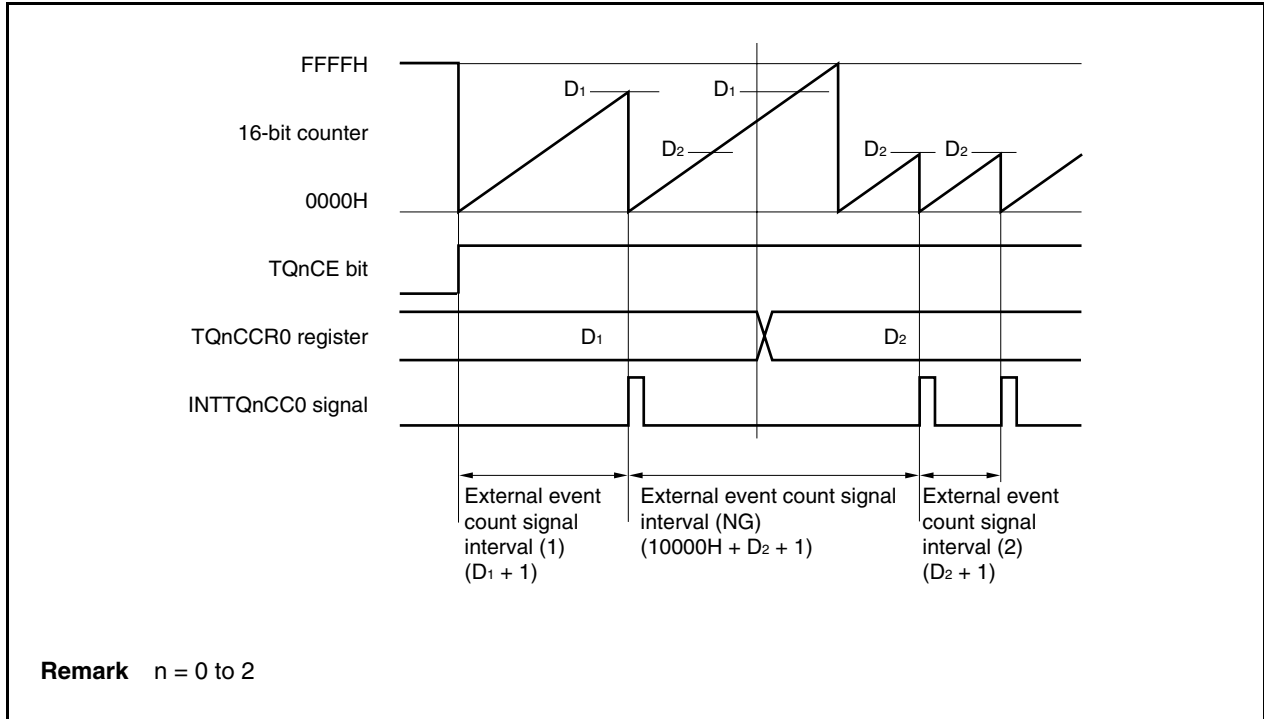 FFFFH
D1
D1
16-bit counter
D2
D2
D2
0000H
TQnCE bit
TQnCCR0 register
D1
D2
INTTQnCC0 signal
External event
count signal
interval (1)
(D1 + 1)
External event count signal
interval (NG)
(10000H + D2 + 1)
External event
count signal
interval (2)
(D2 + 1)
Remark n = 0 to 2